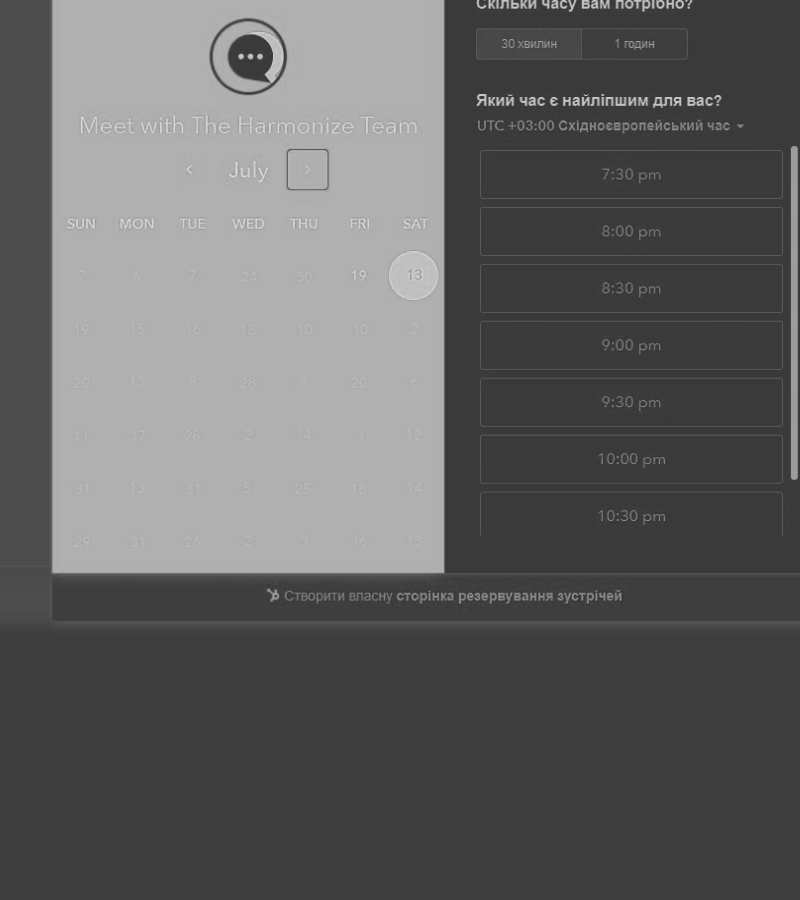 Meet with The Harmonize Team
July
SUN MON TUE WED THU FRI SAT
7 6 7 24 30 19 13
19 15 16 18 10 10 2
20 13 8 28 8 20 6
11 17 28 2 14 3 12
31 13 31 5 25 18 14
29 31 26 2 3 16 13
Скільки часу вам потрібно?
30 хвилин 1 годин
Який час є найліпшим для вас?
UTC +03:00 Східноєвропейський час
7:30 pm
8:00 pm
8:30 pm
9:00 pm
9:30 pm
10:00 pm
10:30 pm
Створити власну сторінка резервування зустрічей